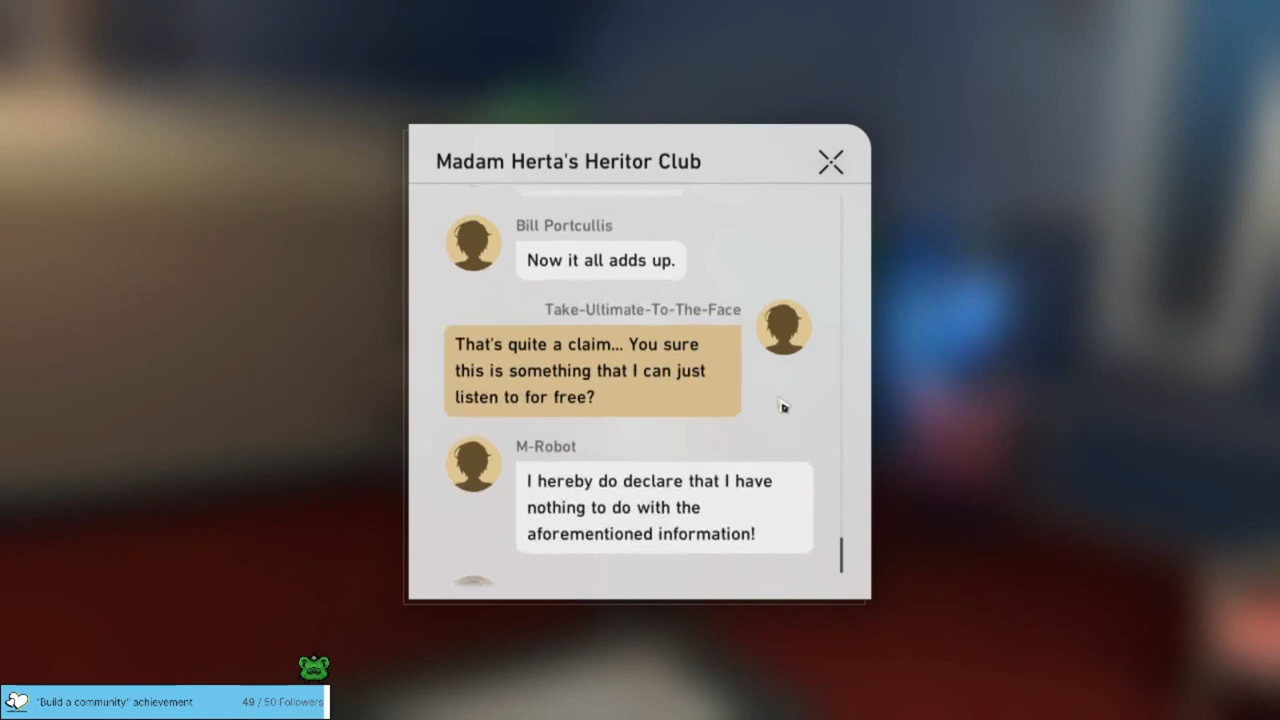 Madam Herta's Heritor Club
Bill Portcullis
Now it all adds up.
Take-Ultimate-To-The-Face
That's quite a claim... You sure
this is something that I can just
listen to for free?
M-Robot
I hereby do declare that I have
nothing to do with the
aforementioned information!
"Build a community" achievement
49 / 50 Followers